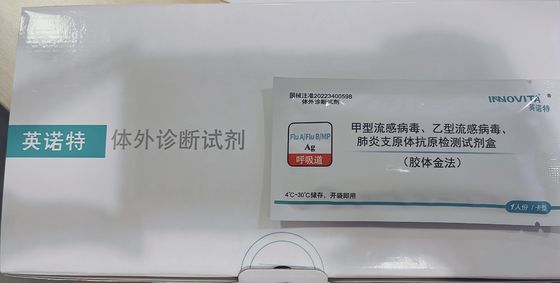 英诺特 体外诊断试剂
国械注准20223400598
体外诊断试剂
INNOVITA®
英诺特
Flu A/Flu B/MP
Ag
呼吸道
甲型流感病毒、乙型流感病毒、
肺炎支原体抗原检测试剂盒
（胶体金法）
4℃~30℃储存，开袋即用
1人份/卡型